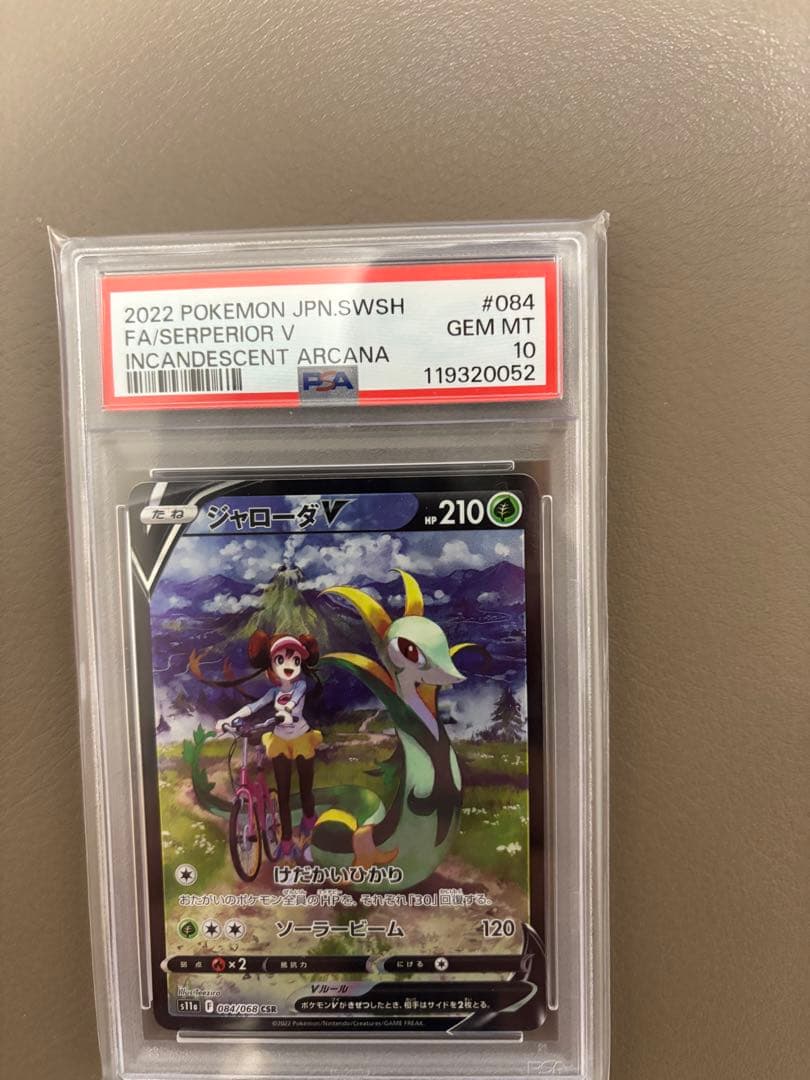 2022 POKEMON JPN.SWSH #084
FA/SERPERIOR V GEM MT
INCANDESCENT ARCANA 10
PSA 119320052
たね ジャローダV HP 210
けだかいひかり
おたがいのポケモン全員のHPを、それぞれ「30」回復する。
ソーラービーム 120
弱点 ×2 抵抗力 にげる
Vルール
ポケモンVがきぜつしたとき、相手はサイドを2枚とる。
Illus. teeziro
s11a F 084/068 CSR
©2022 Pokémon/Nintendo/Creatures/GAME FREAK.
PSA